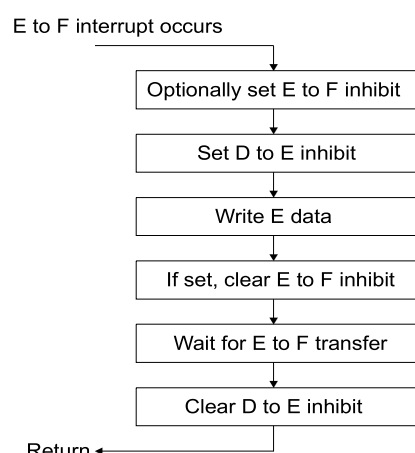 E to F interrupt occurs
Optionally set E to F inhibit
Set D to E inhibit
Write E data
If set, clear E to F inhibit
Wait for E to F transfer
Clear D to E inhibit
Return